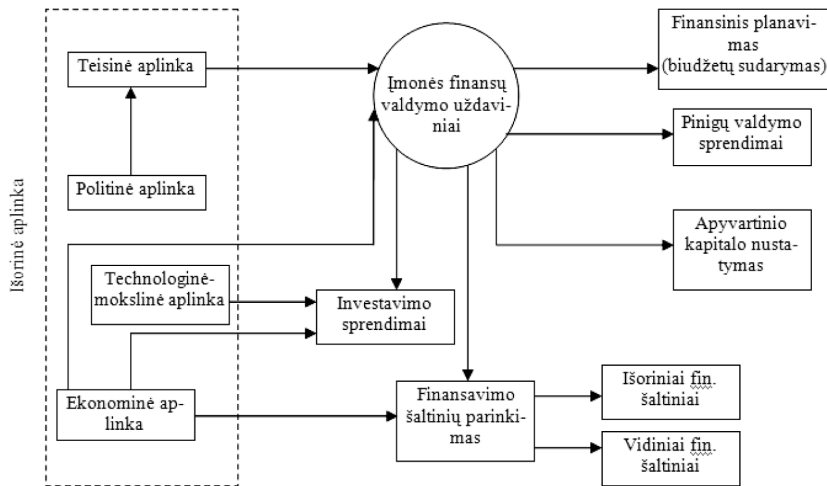 Išorinė aplinka
Teisinė aplinka
Politinė aplinka
Technologinė-
mokslinė aplinka
Ekonominė ap-
linka
Įmonės finansų
valdymo uždavi-
niai
Investavimo
sprendimai
Finansavimo
šaltinių parinki-
mas
Finansinis planavi-
mas
(biudžetų sudarymas)
Pinigų valdymo
sprendimai
Apyvartinio
kapitalo nusta-
tymas
Išoriniai fin.
šaltiniai
Vidiniai fin.
šaltiniai